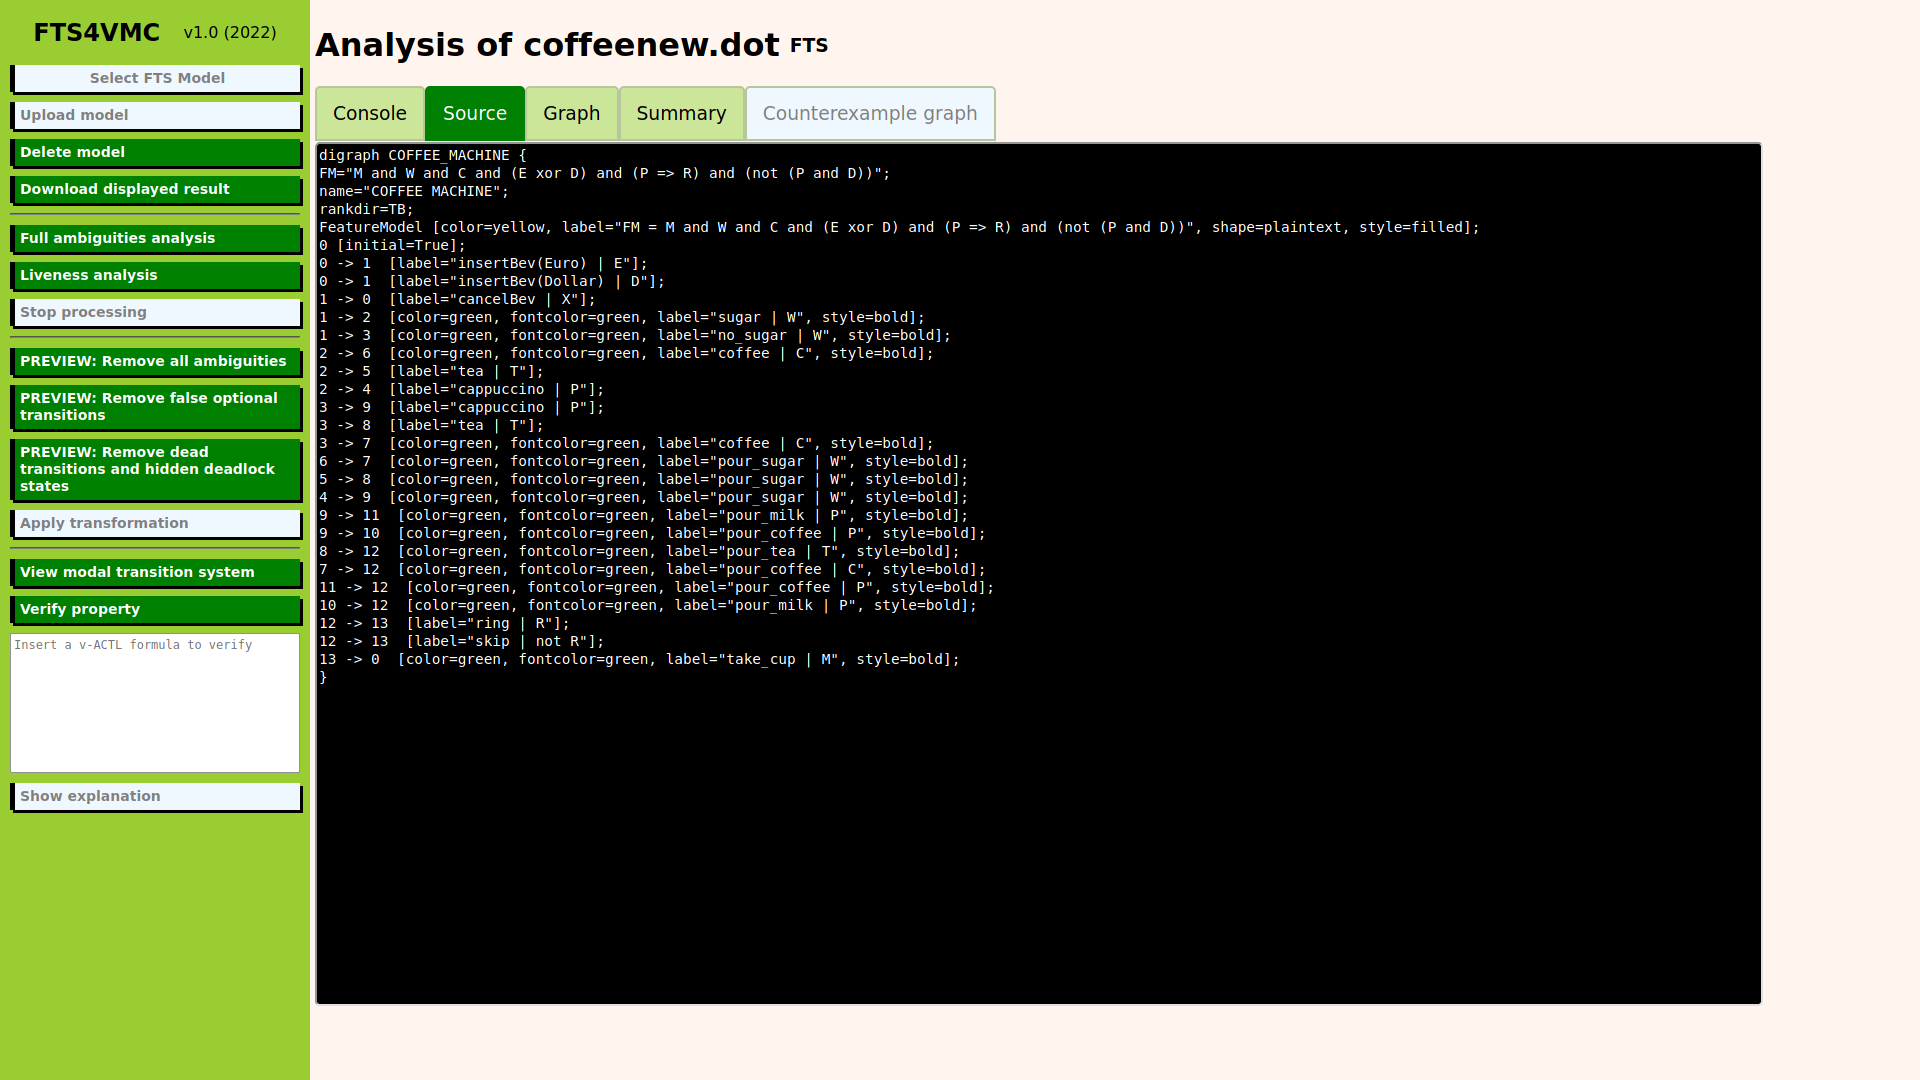 FTS4VMC v1.0 (2022)
Select FTS Model
Upload model
Delete model
Download displayed result
Full ambiguities analysis
Liveness analysis
Stop processing
PREVIEW: Remove all ambiguities
PREVIEW: Remove false optional
transitions
PREVIEW: Remove dead
transitions and hidden deadlock
states
Apply transformation
View modal transition system
Verify property
Insert a v-ACTL formula to verify
Show explanation
Analysis of coffeenew.dot FTS
Console Source Graph Summary Counterexample graph
digraph COFFEE_MACHINE {
FM="M and W and C and (E xor D) and (P => R) and (not (P and D))";
name="COFFEE MACHINE";
rankdir=TB;
FeatureModel [color=yellow, label="FM = M and W and C and (E xor D) and (P => R) and (not (P and D))", shape=plaintext, style=filled];
0 [initial=True];
0 -> 1  [label="insertBev(Euro) | E"];
0 -> 1  [label="insertBev(Dollar) | D"];
1 -> 0  [label="cancelBev | X"];
1 -> 2  [color=green, fontcolor=green, label="sugar | W", style=bold];
1 -> 3  [color=green, fontcolor=green, label="no_sugar | W", style=bold];
2 -> 6  [color=green, fontcolor=green, label="coffee | C", style=bold];
2 -> 5  [label="tea | T"];
2 -> 4  [label="cappuccino | P"];
3 -> 9  [label="cappuccino | P"];
3 -> 8  [label="tea | T"];
3 -> 7  [color=green, fontcolor=green, label="coffee | C", style=bold];
6 -> 7  [color=green, fontcolor=green, label="pour_sugar | W", style=bold];
5 -> 8  [color=green, fontcolor=green, label="pour_sugar | W", style=bold];
4 -> 9  [color=green, fontcolor=green, label="pour_sugar | W", style=bold];
9 -> 11  [color=green, fontcolor=green, label="pour_milk | P", style=bold];
9 -> 10  [color=green, fontcolor=green, label="pour_coffee | P", style=bold];
8 -> 12  [color=green, fontcolor=green, label="pour_tea | T", style=bold];
7 -> 12  [color=green, fontcolor=green, label="pour_coffee | C", style=bold];
11 -> 12  [color=green, fontcolor=green, label="pour_coffee | P", style=bold];
10 -> 12  [color=green, fontcolor=green, label="pour_milk | P", style=bold];
12 -> 13  [label="ring | R"];
12 -> 13  [label="skip | not R"];
13 -> 0  [color=green, fontcolor=green, label="take_cup | M", style=bold];
}